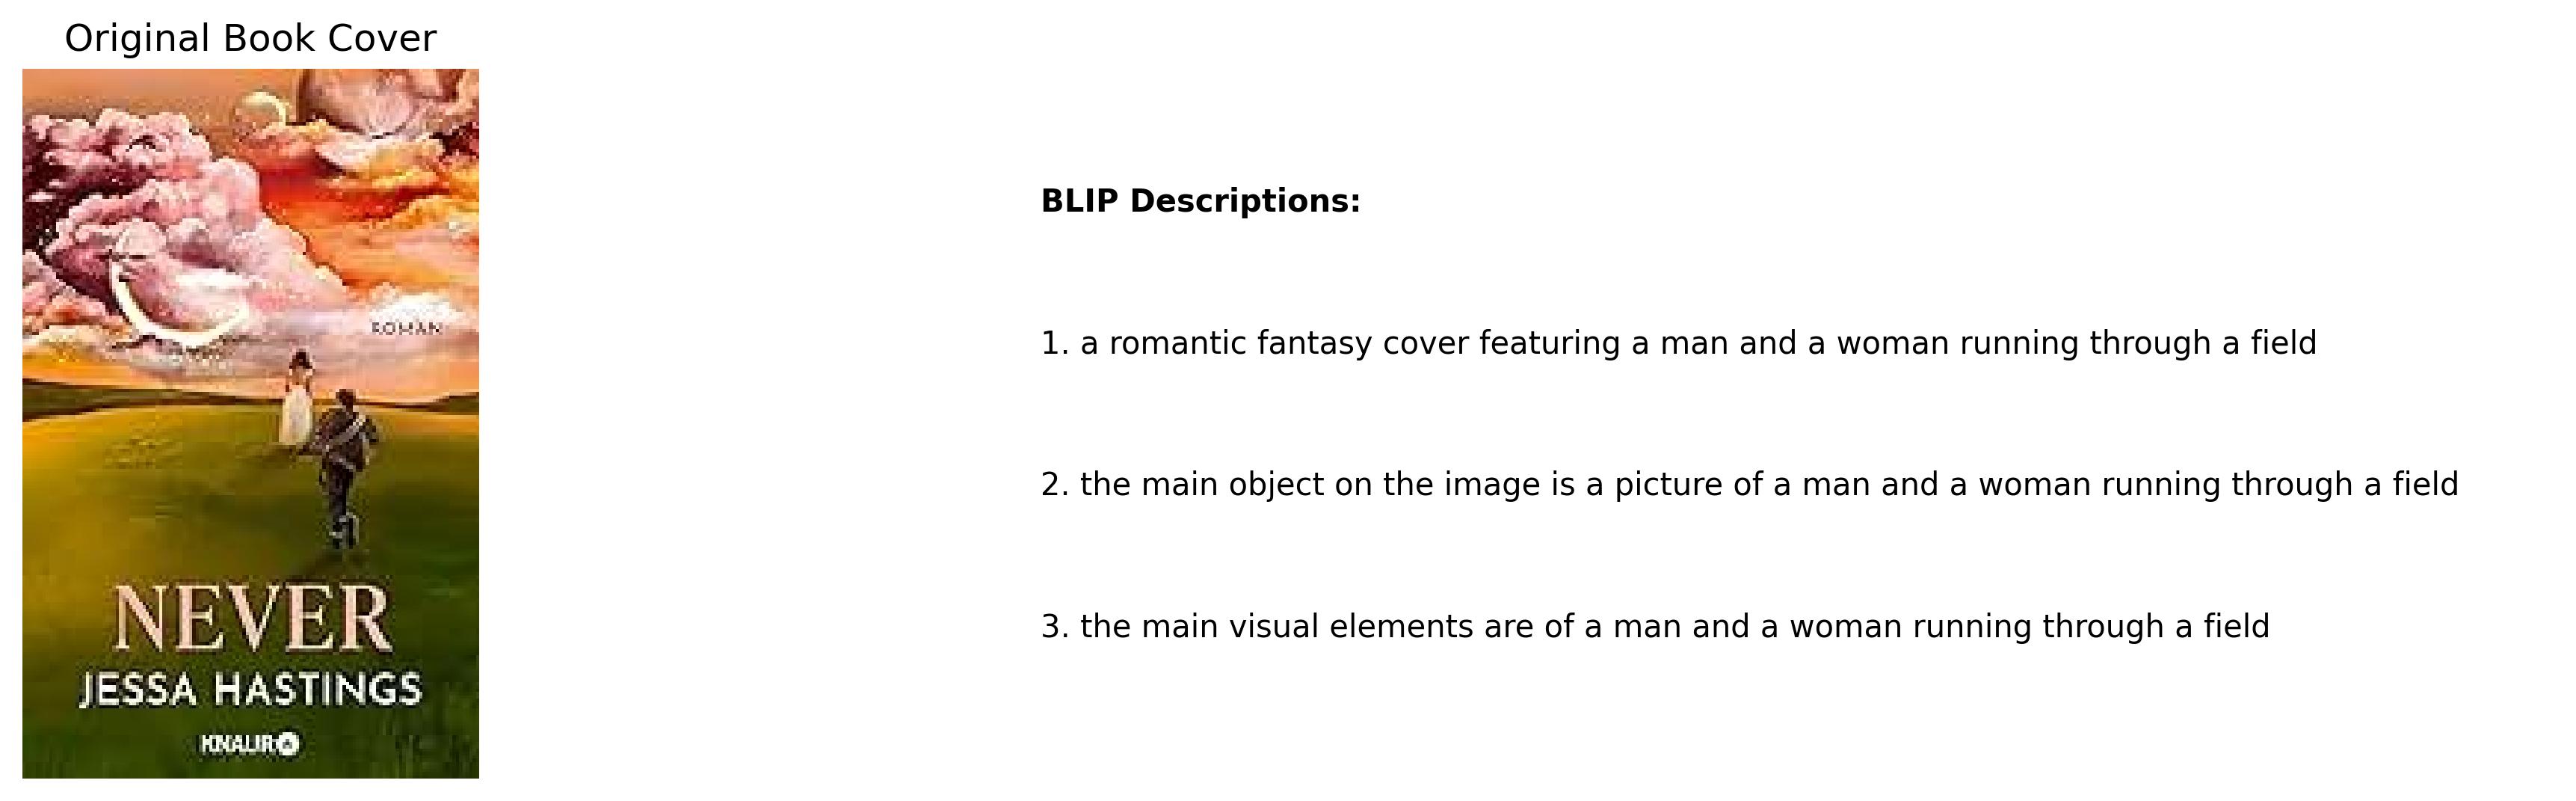 Original Book Cover
ROMAN
NEVER
JESSA HASTINGS
KNAUR
BLIP Descriptions:
1. a romantic fantasy cover featuring a man and a woman running through a field
2. the main object on the image is a picture of a man and a woman running through a field
3. the main visual elements are of a man and a woman running through a field